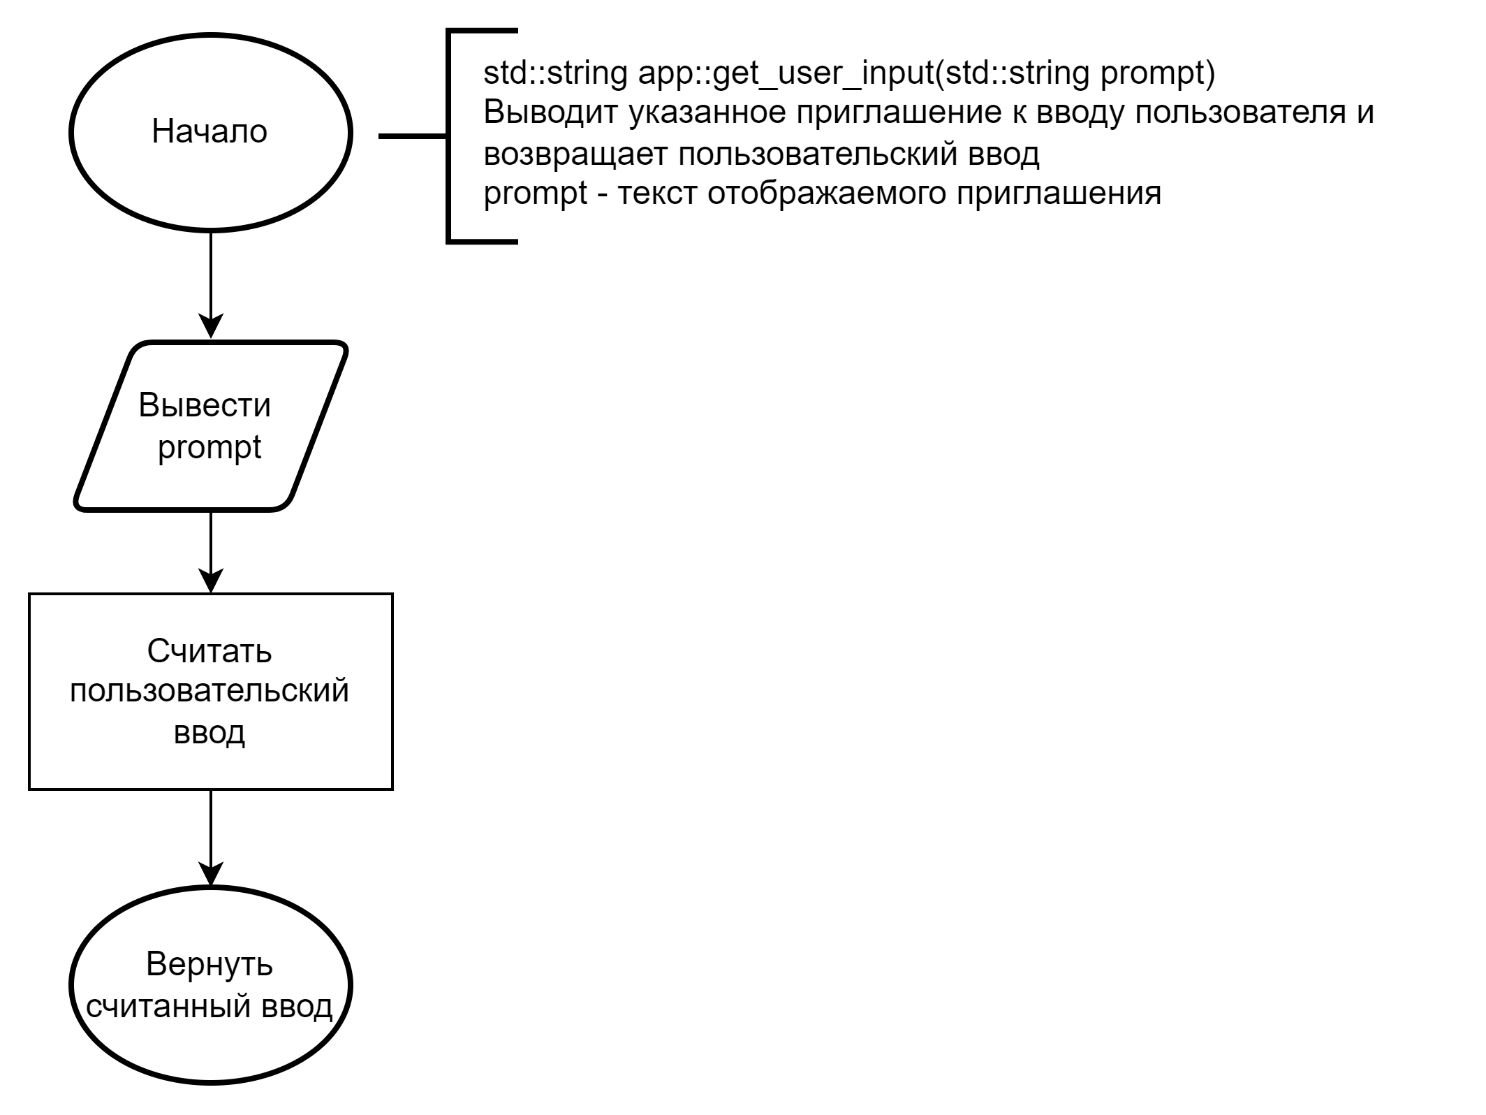 Начало
std::string app::get_user_input(std::string prompt)
Выводит указанное приглашение к вводу пользователя и
возвращает пользовательский ввод
prompt - текст отображаемого приглашения
Вывести
prompt
Считать
пользовательский
ввод
Вернуть
считанный ввод